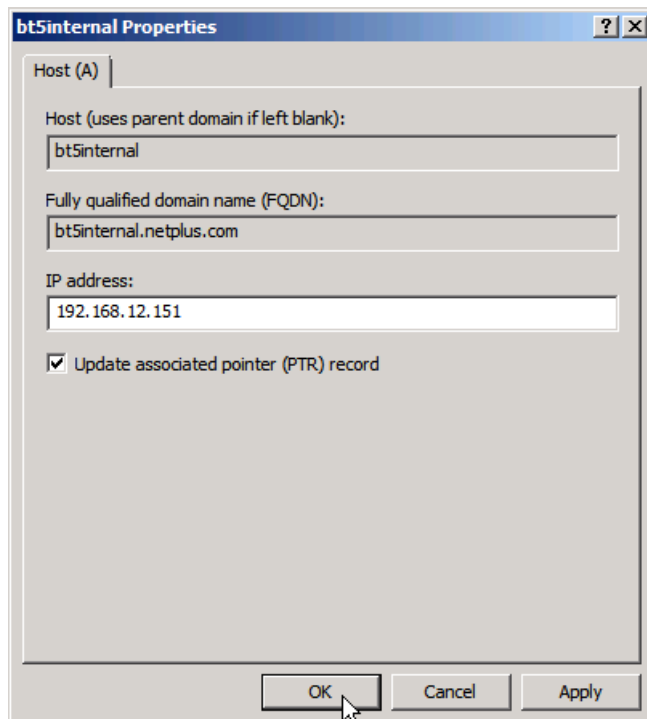 bt5internal Properties
Host (A)
Host (uses parent domain if left blank):
bt5internal
Fully qualified domain name (FQDN):
bt5internal.netplus.com
IP address:
192.168.12.151
Update associated pointer (PTR) record
OK Cancel Apply